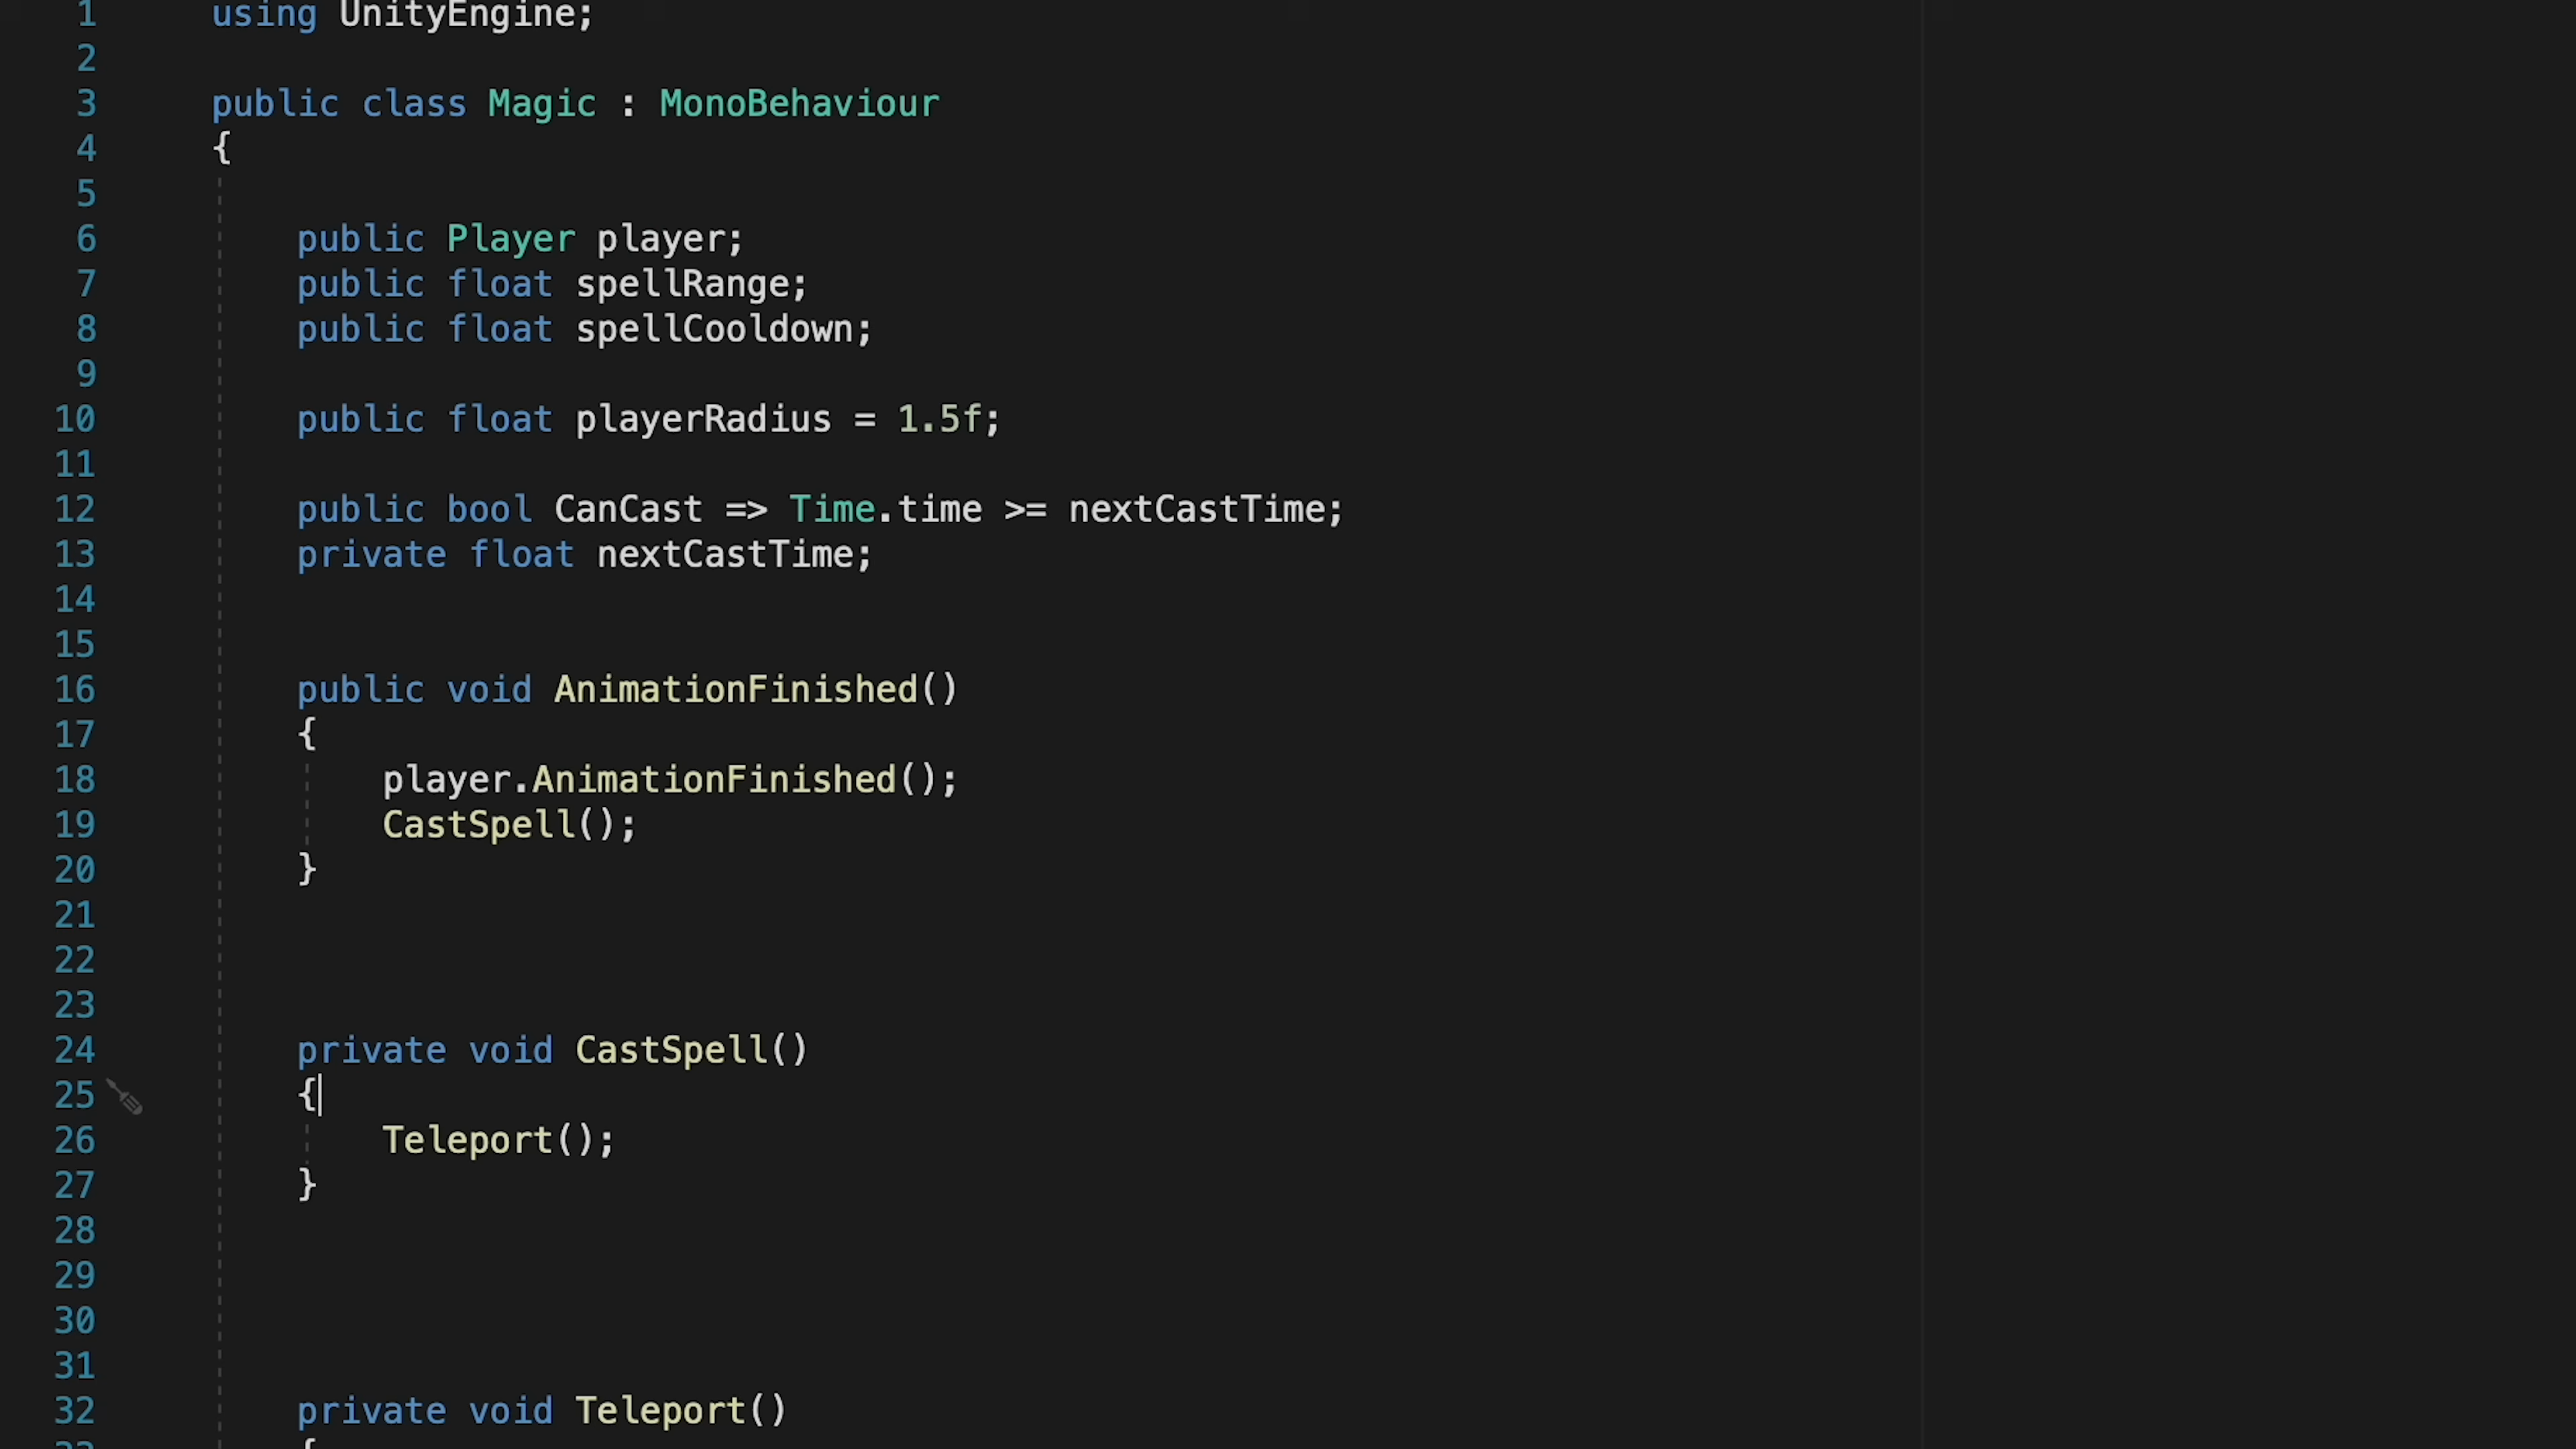 1 using UnityEngine;
2
3 public class Magic : MonoBehaviour
4 {
5
6 public Player player;
7 public float spellRange;
8 public float spellCooldown;
9
10 public float playerRadius = 1.5f;
11
12 public bool CanCast => Time.time >= nextCastTime;
13 private float nextCastTime;
14
15
16 public void AnimationFinished()
17 {
18 player.AnimationFinished();
19 CastSpell();
20 }
21
22
23
24 private void CastSpell()
25 {
26 Teleport();
27 }
28
29
30
31
32 private void Teleport()
33 {